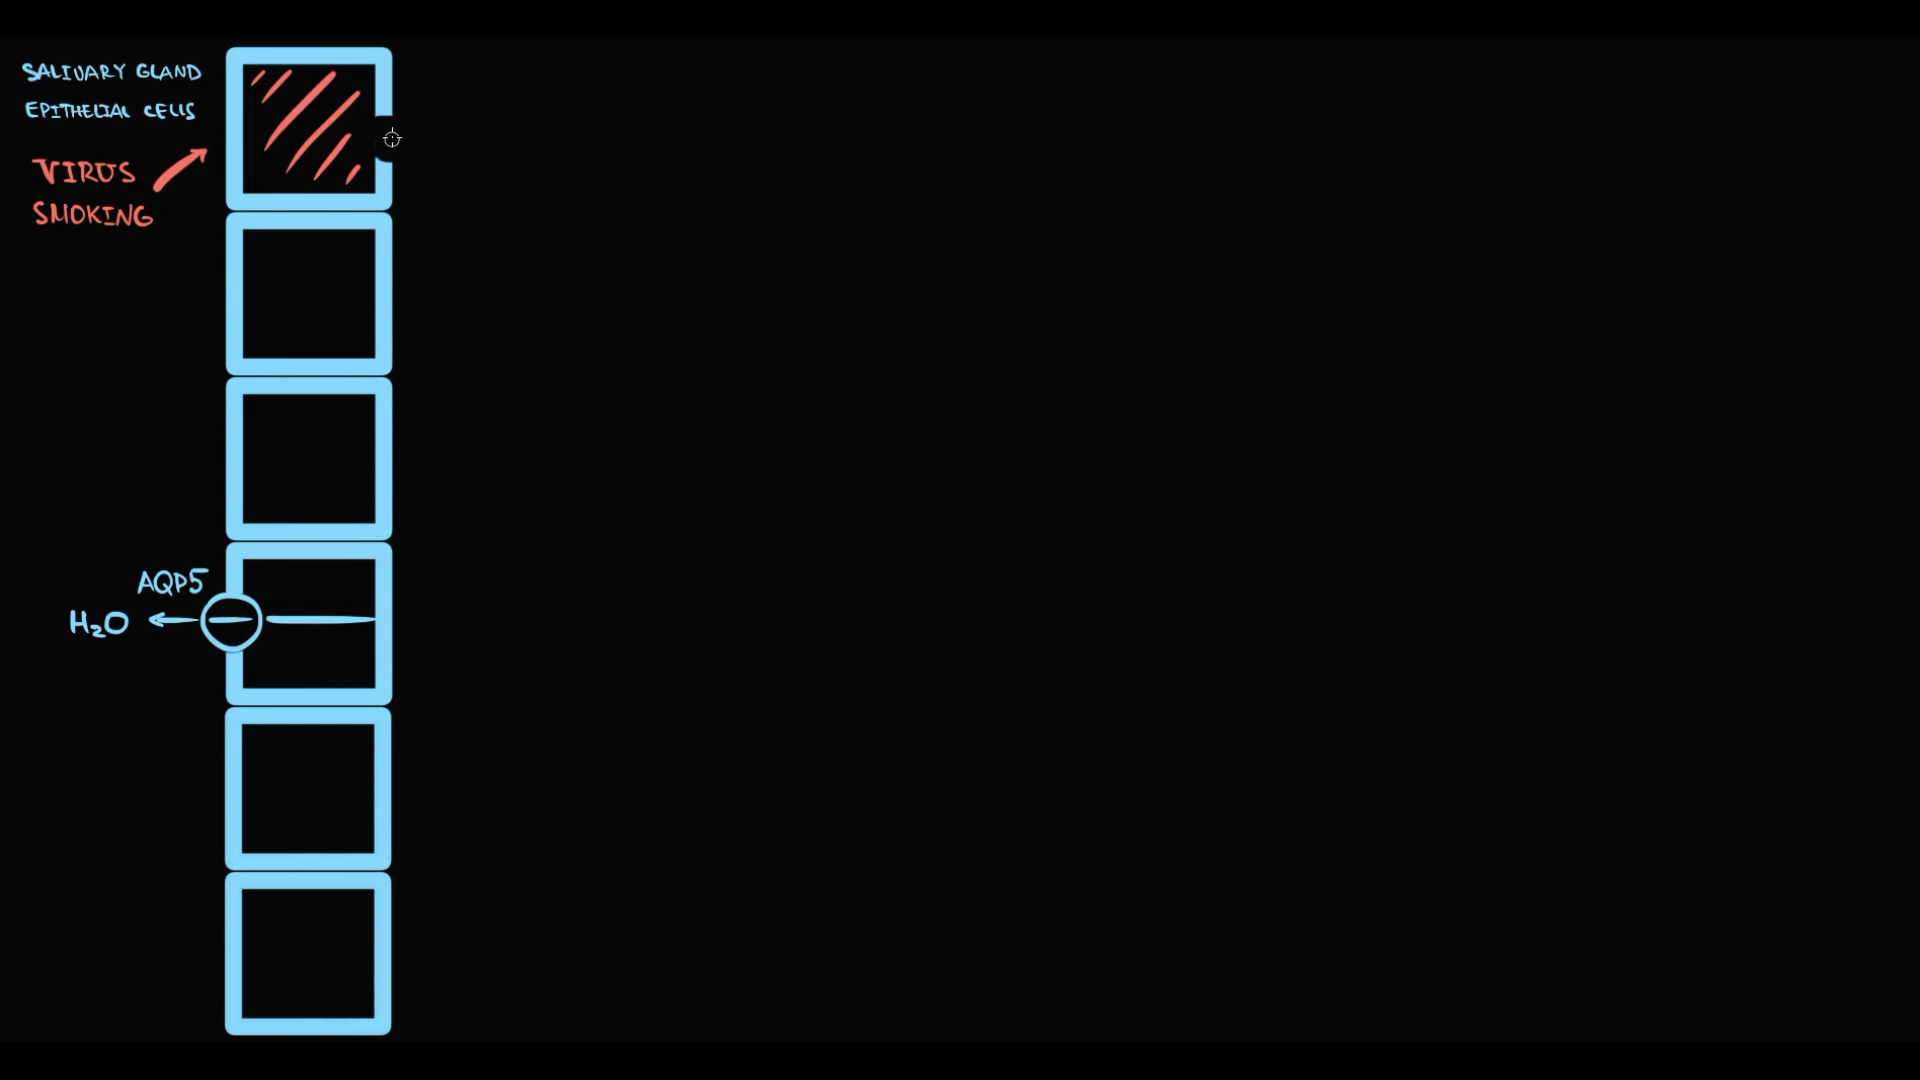 SALIVARY GLAND
EPITHELIAL CELLS
VIRUS
SMOKING
AQP5
H₂O